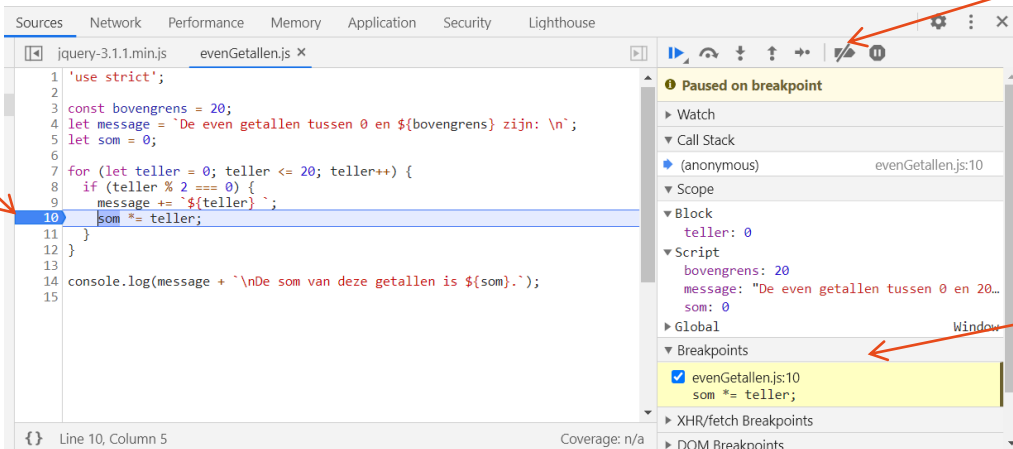 Sources Network Performance Memory Application Security Lighthouse
jquery-3.1.1.min.js evenGetallen.js ×
1 'use strict';
2
3 const bovengrens = 20;
4 let message = `De even getallen tussen 0 en ${bovengrens} zijn: \n`;
5 let som = 0;
6
7 for (let teller = 0; teller <= 20; teller++) {
8 if (teller % 2 === 0) {
9 message += `${teller} `;
10 som *= teller;
11 }
12 }
13
14 console.log(message + `\nDe som van deze getallen is ${som}.`);
15
{} Line 10, Column 5 Coverage: n/a
Paused on breakpoint
Watch
Call Stack
(anonymous) evenGetallen.js:10
Scope
Block
teller: 0
Script
bovengrens: 20
message: "De even getallen tussen 0 en 20…
som: 0
Global Window
Breakpoints
evenGetallen.js:10
som *= teller;
XHR/fetch Breakpoints
DOM Breakpoints